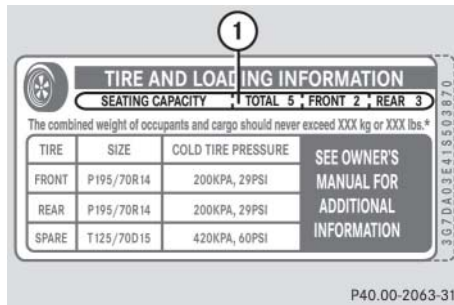 1
TIRE AND LOADING INFORMATION
SEATING CAPACITY TOTAL 5 FRONT 2 REAR 3
The combined weight of occupants and cargo should never exceed XXX kg or XXX lbs.*
TIRE SIZE COLD TIRE PRESSURE
SEE OWNER'S
MANUAL FOR
ADDITIONAL
INFORMATION
FRONT P195/70R14 200KPA, 29PSI
REAR P195/70R14 200KPA, 29PSI
SPARE T125/70D15 420KPA, 60PSI
3G7DA03E41S503870
P40.00-2063-31